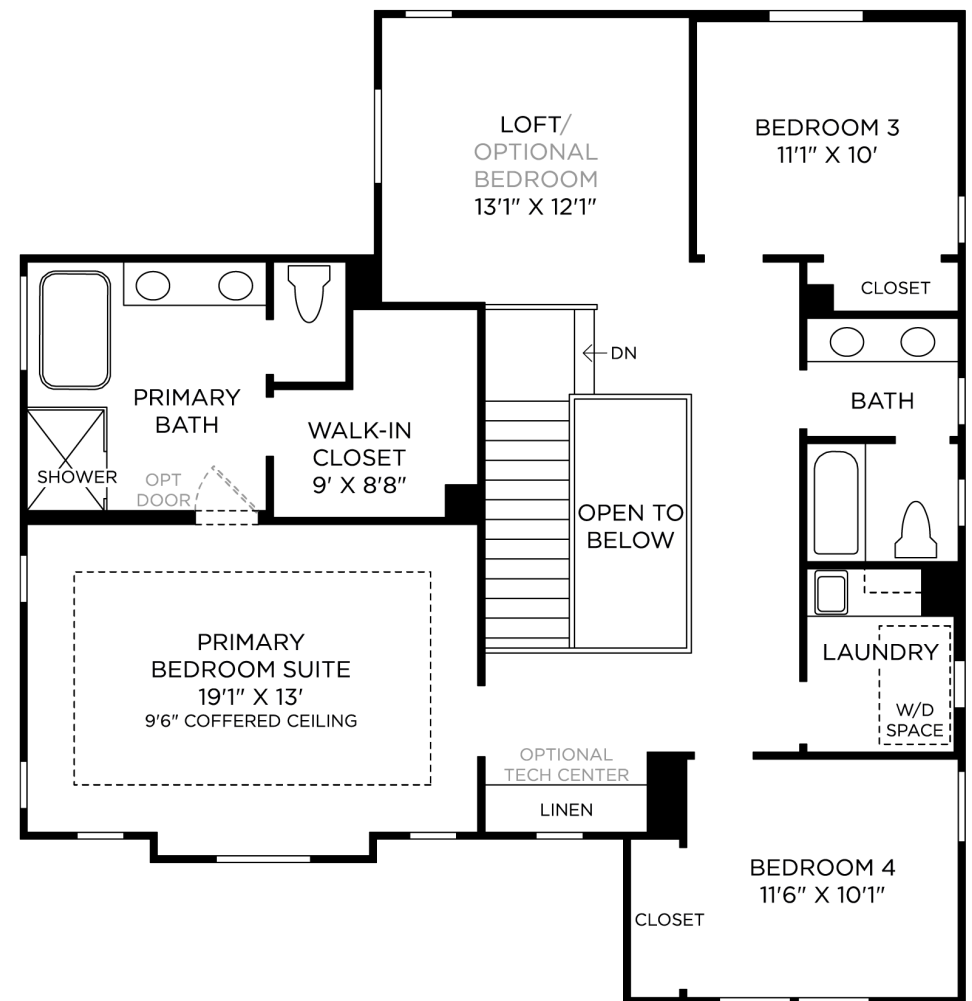 LOFT/
OPTIONAL
BEDROOM
13'1" X 12'1"
BEDROOM 3
11'1" X 10'
CLOSET
DN
PRIMARY
BATH
WALK-IN
CLOSET
9' X 8'8"
SHOWER
OPT
DOOR
BATH
OPEN TO
BELOW
PRIMARY
BEDROOM SUITE
19'1" X 13'
9'6" COFFERED CEILING
LAUNDRY
W/D
SPACE
OPTIONAL
TECH CENTER
LINEN
BEDROOM 4
11'6" X 10'1"
CLOSET